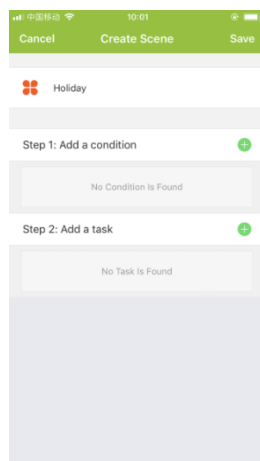 中国移动 10:01
Cancel Create Scene Save
Holiday
Step 1: Add a condition
No Condition Is Found
Step 2: Add a task
No Task Is Found